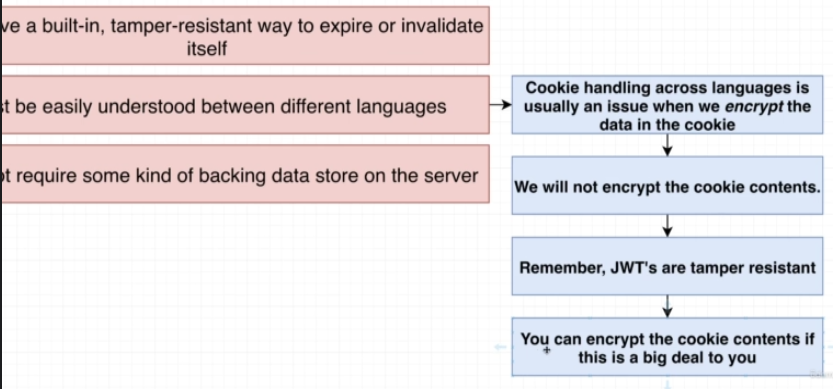 ve a built-in, tamper-resistant way to expire or invalidate
itself
t be easily understood between different languages
t require some kind of backing data store on the server
Cookie handling across languages is
usually an issue when we encrypt the
data in the cookie
We will not encrypt the cookie contents.
Remember, JWT's are tamper resistant
You can encrypt the cookie contents if
this is a big deal to you